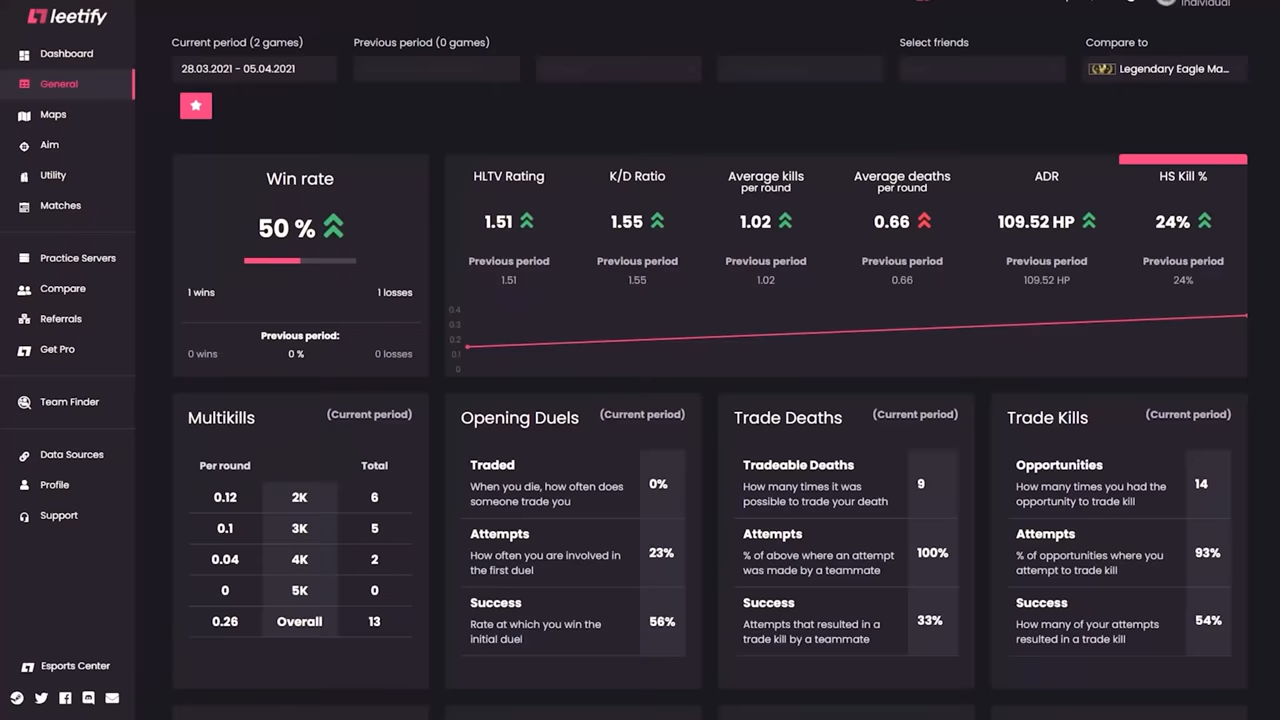 leetify
Individual
Dashboard
General
Maps
Aim
Utility
Matches
Practice Servers
Compare
Referrals
Get Pro
Team Finder
Data Sources
Profile
Support
Esports Center
Current period (2 games)
28.03.2021 - 05.04.2021
Previous period (0 games)
Select friends
Compare to
Legendary Eagle Ma...
Win rate
50 %
1 wins
1 losses
Previous period:
0 wins
0 %
0 losses
HLTV Rating
1.51
Previous period
1.51
K/D Ratio
1.55
Previous period
1.55
Average kills
per round
1.02
Previous period
1.02
Average deaths
per round
0.66
Previous period
0.66
ADR
109.52 HP
Previous period
109.52 HP
HS Kill %
24%
Previous period
24%
0.4
0.3
0.2
0.1
0
Multikills
(Current period)
Per round
Total
0.12 2K 6
0.1 3K 5
0.04 4K 2
0 5K 0
0.26 Overall 13
Opening Duels
(Current period)
Traded
When you die, how often does
someone trade you
0%
Attempts
How often you are involved in
the first duel
23%
Success
Rate at which you win the
initial duel
56%
Trade Deaths
(Current period)
Tradeable Deaths
How many times it was
possible to trade your death
9
Attempts
% of above where an attempt
was made by a teammate
100%
Success
Attempts that resulted in a
trade kill by a teammate
33%
Trade Kills
(Current period)
Opportunities
How many times you had the
opportunity to trade kill
14
Attempts
% of opportunities where you
attempt to trade kill
93%
Success
How many of your attempts
resulted in a trade kill
54%